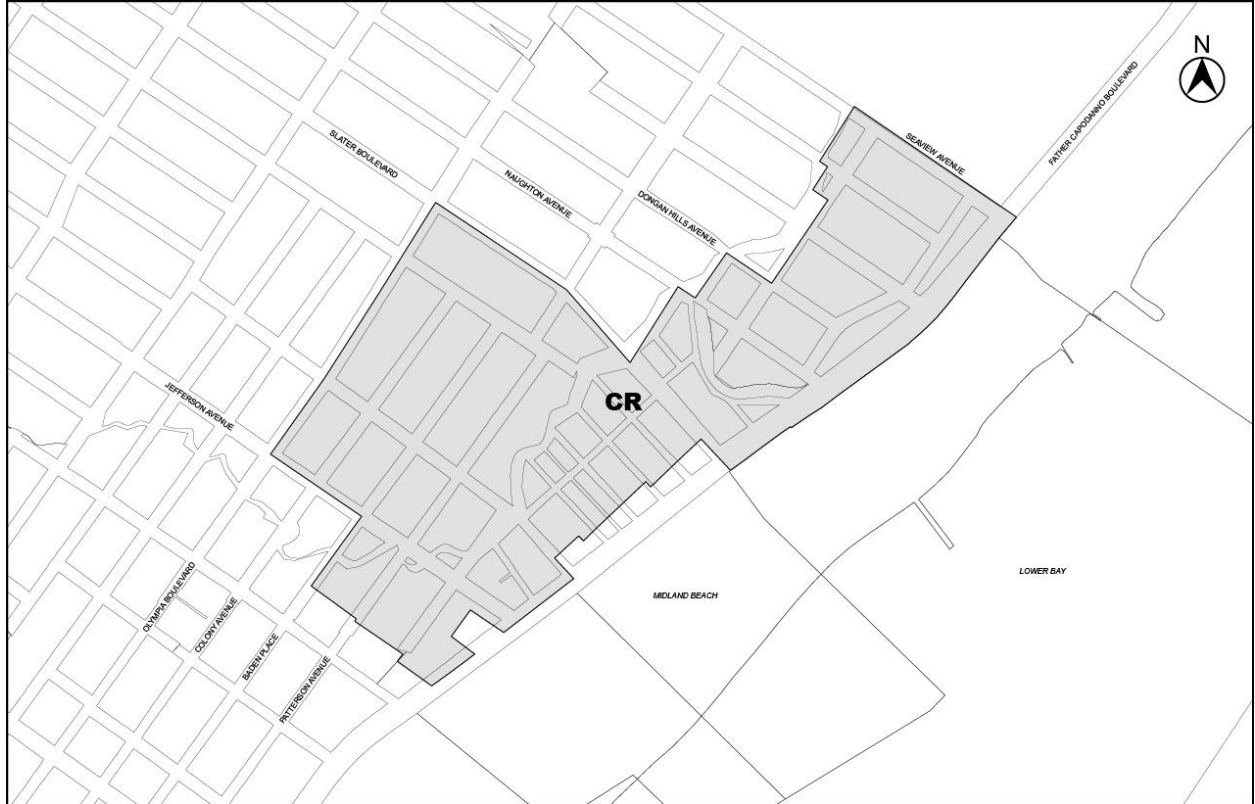 N
FATHER CAPODANNO BOULEVARD
SEAVIEW AVENUE
SLATER BOULEVARD
NAUGHTON AVENUE
DONGAN HILLS AVENUE
JEFFERSON AVENUE
CR
LOWER BAY
MIDLAND BEACH
OLYMPIA BOULEVARD
COLONY AVENUE
BADEN PLACE
PATTERSON AVENUE